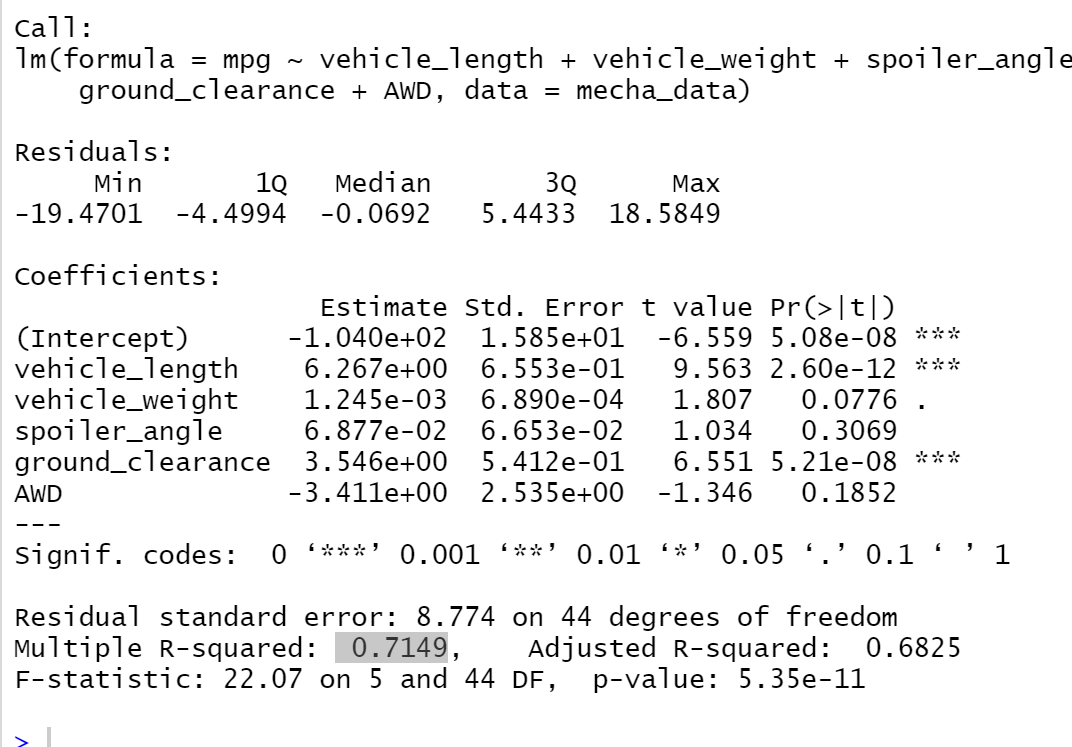 Call:
lm(formula = mpg ~ vehicle_length + vehicle_weight + spoiler_angle
    ground_clearance + AWD, data = mecha_data)

Residuals:
     Min       1Q   Median       3Q      Max
-19.4701  -4.4994  -0.0692   5.4433  18.5849

Coefficients:
                   Estimate Std. Error t value Pr(>|t|)
(Intercept)      -1.040e+02  1.585e+01  -6.559 5.08e-08 ***
vehicle_length    6.267e+00  6.553e-01   9.563 2.60e-12 ***
vehicle_weight    1.245e-03  6.890e-04   1.807   0.0776 .
spoiler_angle     6.877e-02  6.653e-02   1.034   0.3069
ground_clearance  3.546e+00  5.412e-01   6.551 5.21e-08 ***
AWD              -3.411e+00  2.535e+00  -1.346   0.1852
---
Signif. codes:  0 ‘***’ 0.001 ‘**’ 0.01 ‘*’ 0.05 ‘.’ 0.1 ‘ ’ 1

Residual standard error: 8.774 on 44 degrees of freedom
Multiple R-squared:  0.7149,	Adjusted R-squared:  0.6825
F-statistic: 22.07 on 5 and 44 DF,  p-value: 5.35e-11

>